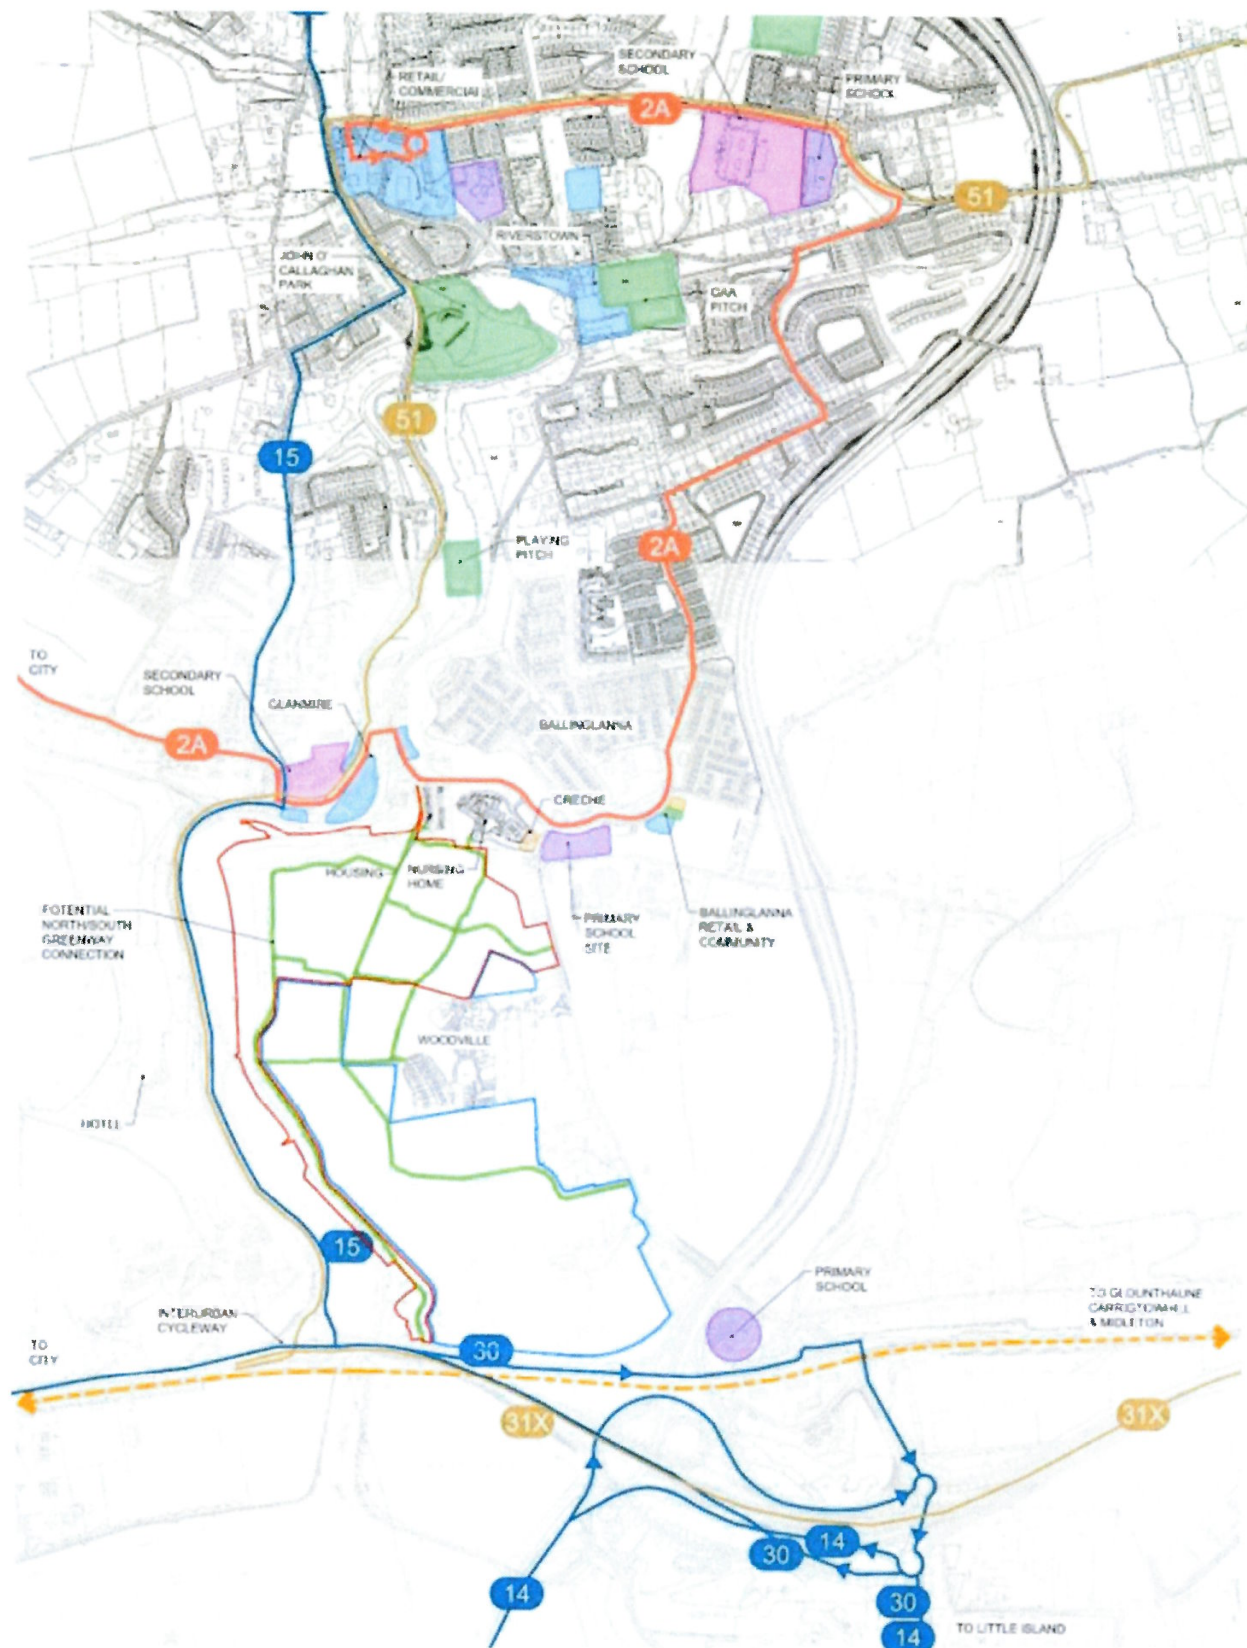 SECONDARY
SCHOOL
RETAIL/
COMMERCIAL
PRIMARY
SCHOOL
2A
51
RIVERSTOWN
JOHN O'
CALLAGHAN
PARK
GAA
PITCH
51
15
PLAYING
PITCH
2A
TO
CITY
SECONDARY
SCHOOL
GLANMIRE
BALLINGLANNA
2A
CRECHE
HOUSING
NURSING
HOME
POTENTIAL
NORTH/SOUTH
GREENWAY
CONNECTION
PRIMARY
SCHOOL
SITE
BALLINGLANNA
RETAIL &
COMMUNITY
WOODVILLE
HOTEL
15
PRIMARY
SCHOOL
TO GLOUNTHAUNE
CARRIGTOWHILL
& MIDLETON
INTERURBAN
CYCLEWAY
TO
CITY
30
31X
31X
14
30
14
30
14
TO LITTLE ISLAND